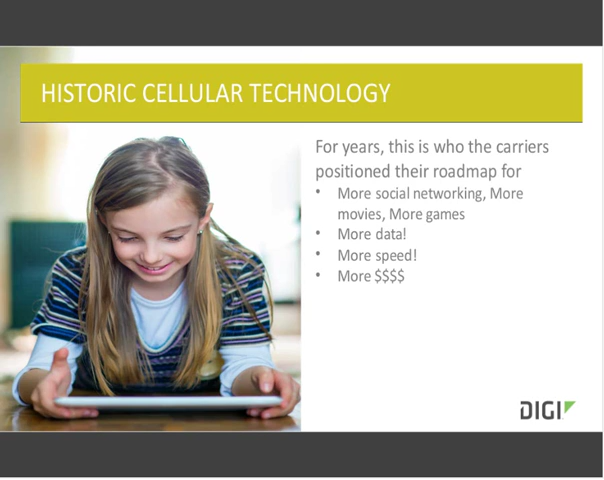 HISTORIC CELLULAR TECHNOLOGY
For years, this is who the carriers
positioned their roadmap for
• More social networking, More
movies, More games
• More data!
• More speed!
• More $$$$
DIGI